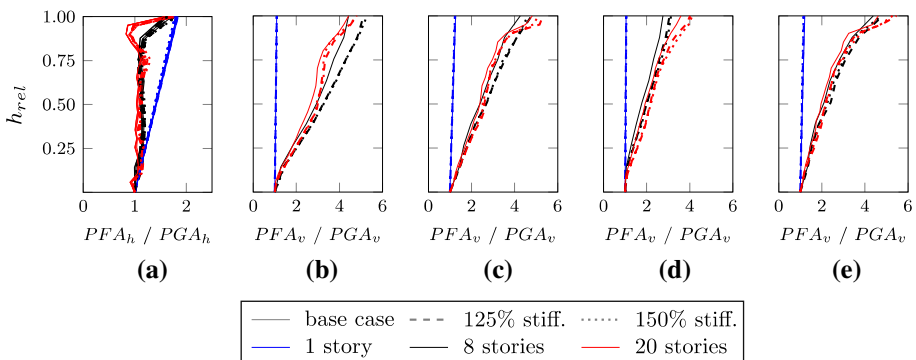 1.00
0.75
0.50
0.25
h_rel
0 1 2
0 2 4 6
0 2 4 6
0 2 4 6
0 2 4 6
PFA_h / PGA_h
PFA_v / PGA_v
PFA_v / PGA_v
PFA_v / PGA_v
PFA_v / PGA_v
(a)
(b)
(c)
(d)
(e)
base case 125% stiff. 150% stiff.
1 story 8 stories 20 stories